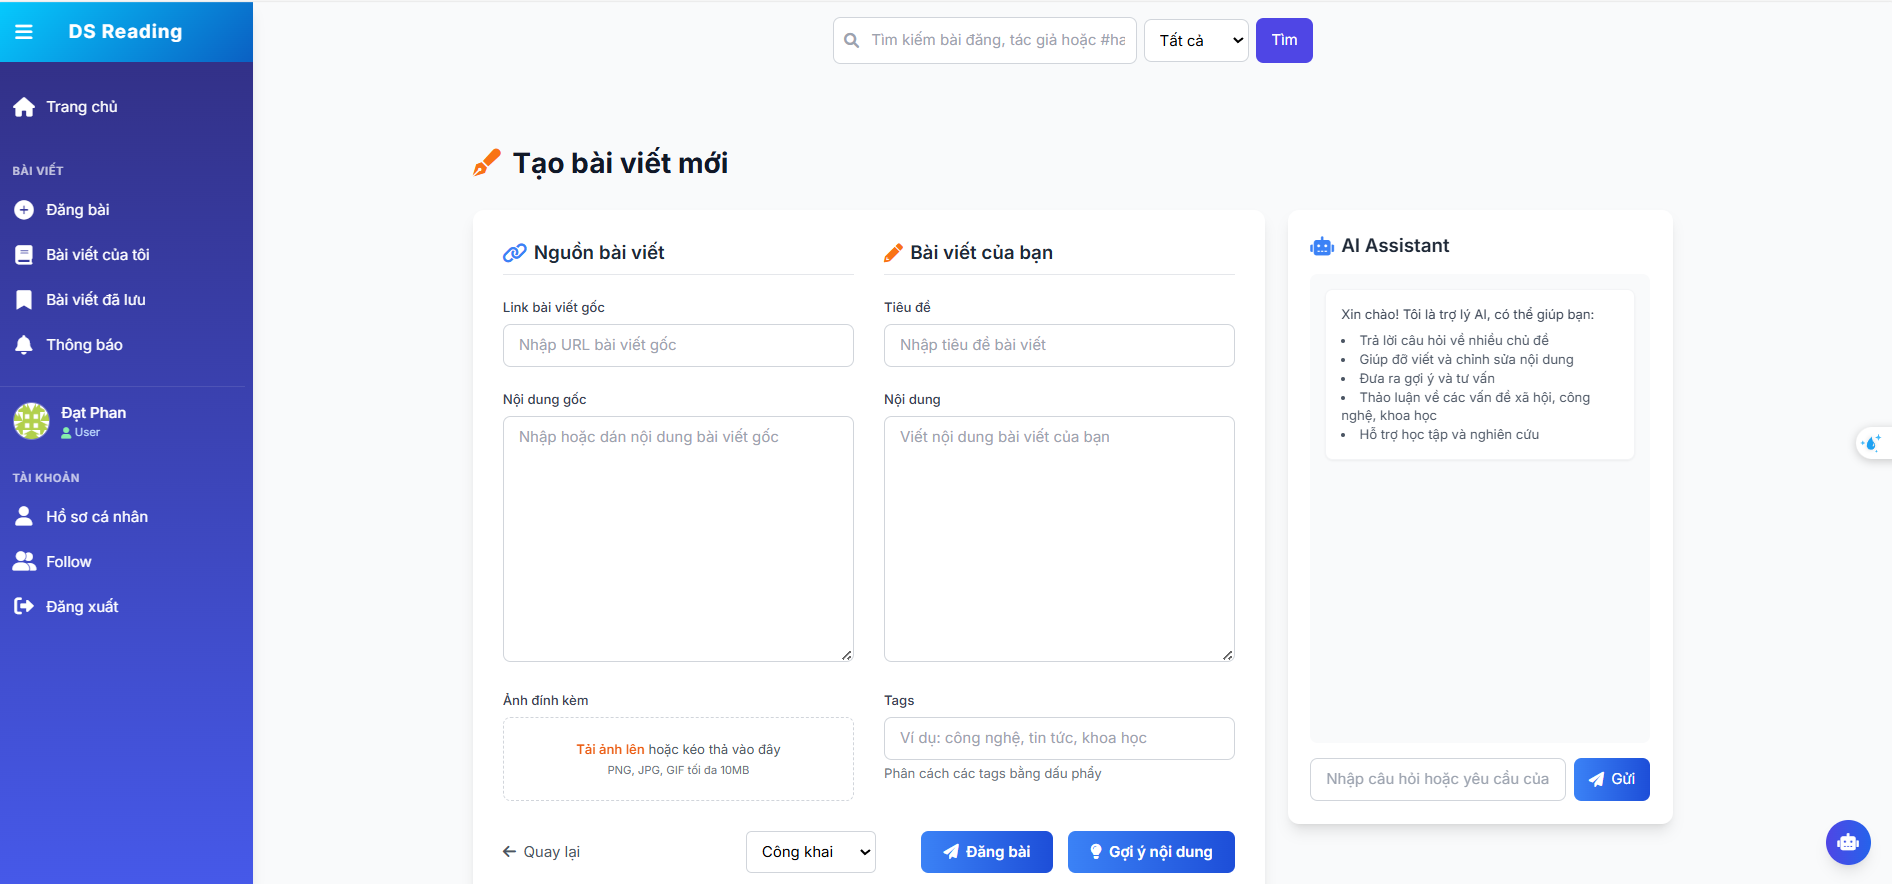 DS Reading
Trang chủ
BÀI VIẾT
Đăng bài
Bài viết của tôi
Bài viết đã lưu
Thông báo
Đạt Phan
User
TÀI KHOẢN
Hồ sơ cá nhân
Follow
Đăng xuất
Tìm kiếm bài đăng, tác giả hoặc #ha
Tất cả
Tìm
Tạo bài viết mới
Nguồn bài viết
Link bài viết gốc
Nhập URL bài viết gốc
Nội dung gốc
Nhập hoặc dán nội dung bài viết gốc
Ảnh đính kèm
Tải ảnh lên hoặc kéo thả vào đây
PNG, JPG, GIF tối đa 10MB
Bài viết của bạn
Tiêu đề
Nhập tiêu đề bài viết
Nội dung
Viết nội dung bài viết của bạn
Tags
Ví dụ: công nghệ, tin tức, khoa học
Phân cách các tags bằng dấu phẩy
Quay lại
Công khai
Đăng bài
Gợi ý nội dung
AI Assistant
Xin chào! Tôi là trợ lý AI, có thể giúp bạn:
• Trả lời câu hỏi về nhiều chủ đề
• Giúp đỡ viết và chỉnh sửa nội dung
• Đưa ra gợi ý và tư vấn
• Thảo luận về các vấn đề xã hội, công
nghệ, khoa học
• Hỗ trợ học tập và nghiên cứu
Nhập câu hỏi hoặc yêu cầu của
Gửi